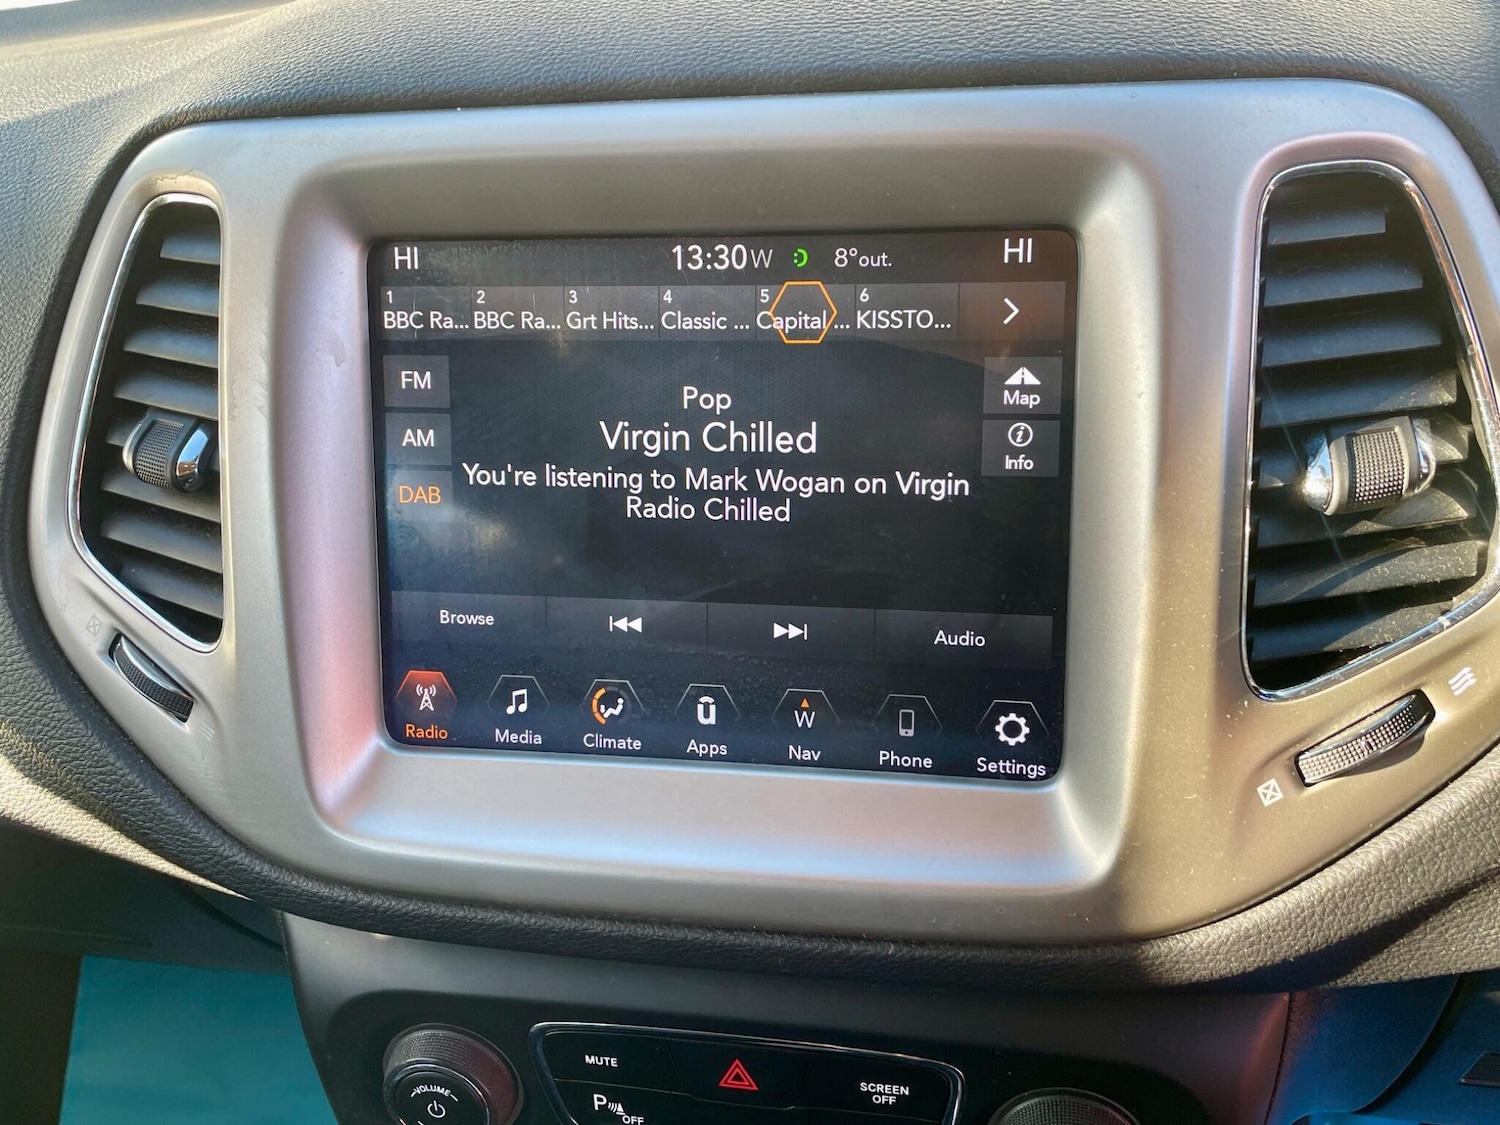 HI 13:30 W 8°out. HI
1 2 3 4 5 6
BBC Ra... BBC Ra... Grt Hits... Classic ... Capital ... KISSTO...
FM
Map
AM
Info
DAB
Pop
Virgin Chilled
You're listening to Mark Wogan on Virgin
Radio Chilled
Browse Audio
W
Radio Media Climate Apps Nav Phone Settings
MUTE
SCREEN
OFF
VOLUME
P OFF